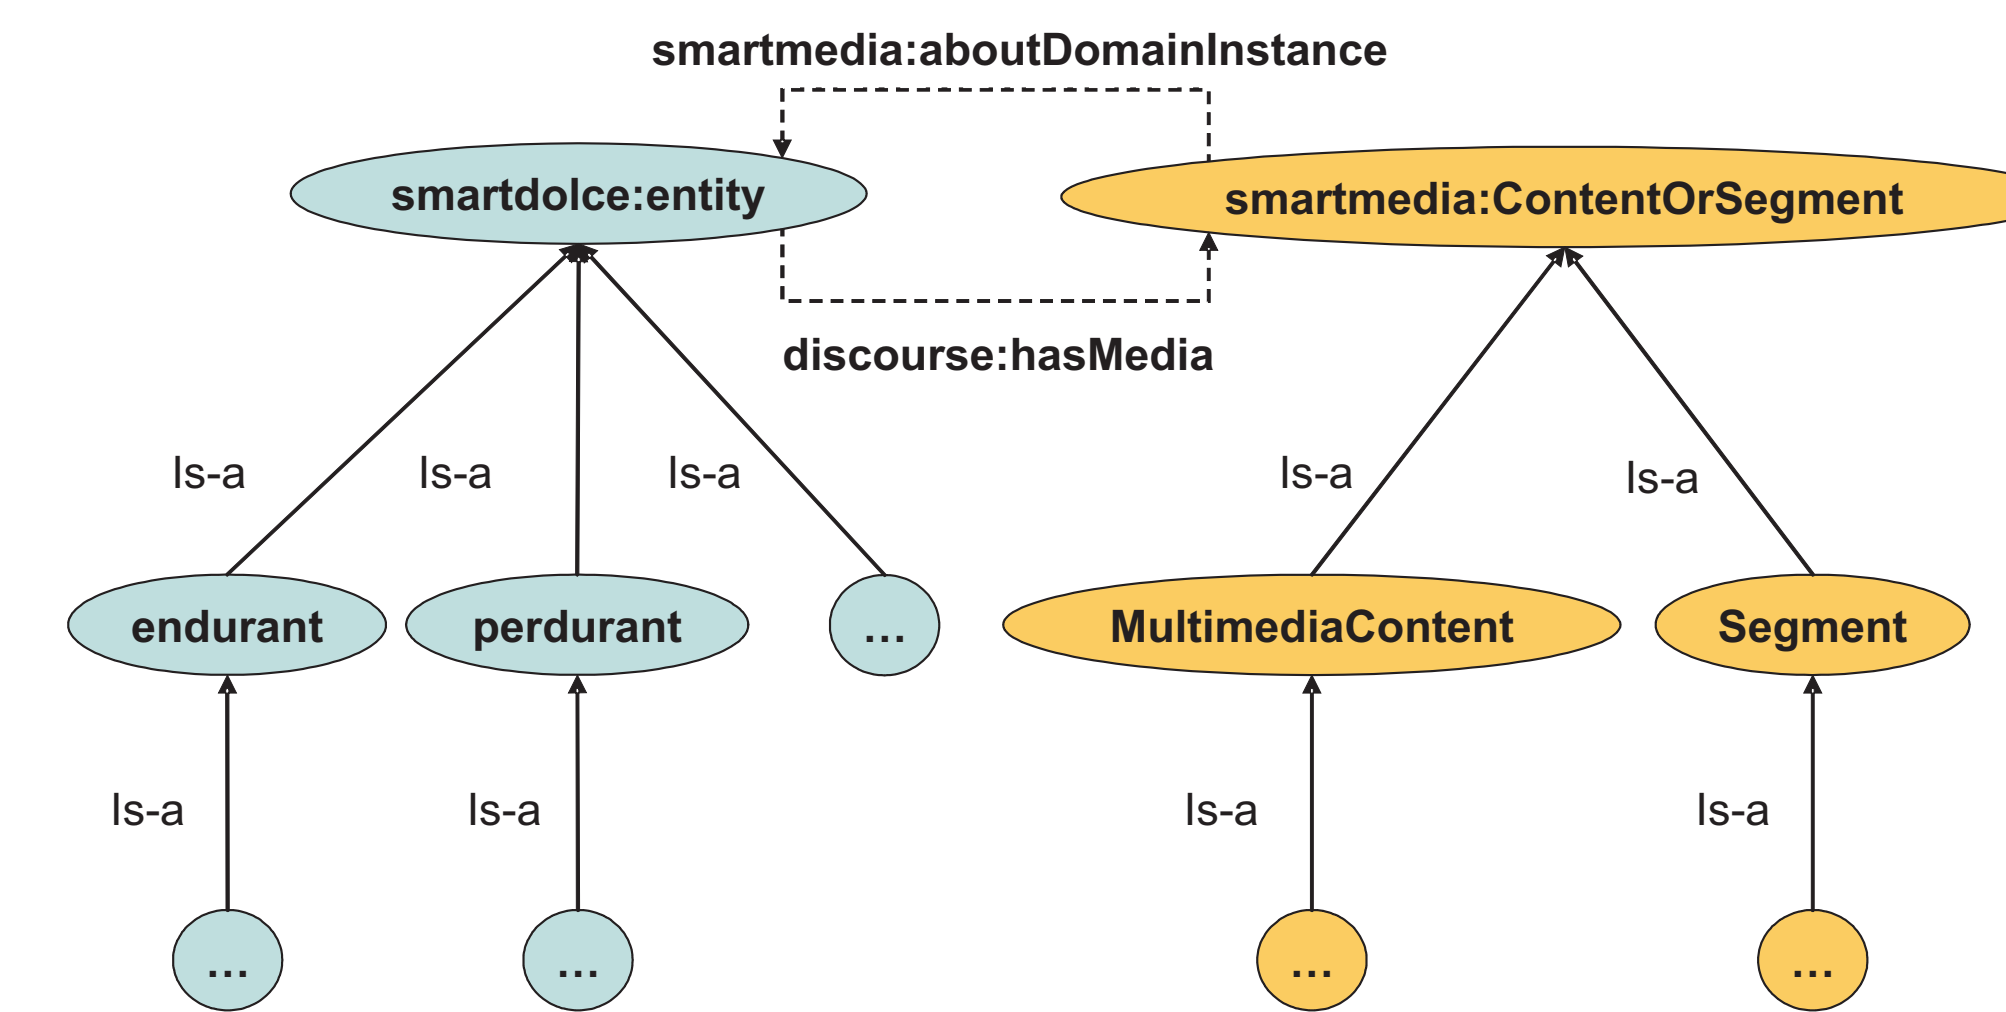 smartmedia:aboutDomainInstance
smartdolce:entity
smartmedia:ContentOrSegment
discourse:hasMedia
Is-a
Is-a
Is-a
Is-a
Is-a
endurant
perdurant
...
MultimediaContent
Segment
Is-a
Is-a
Is-a
Is-a
...
...
...
...